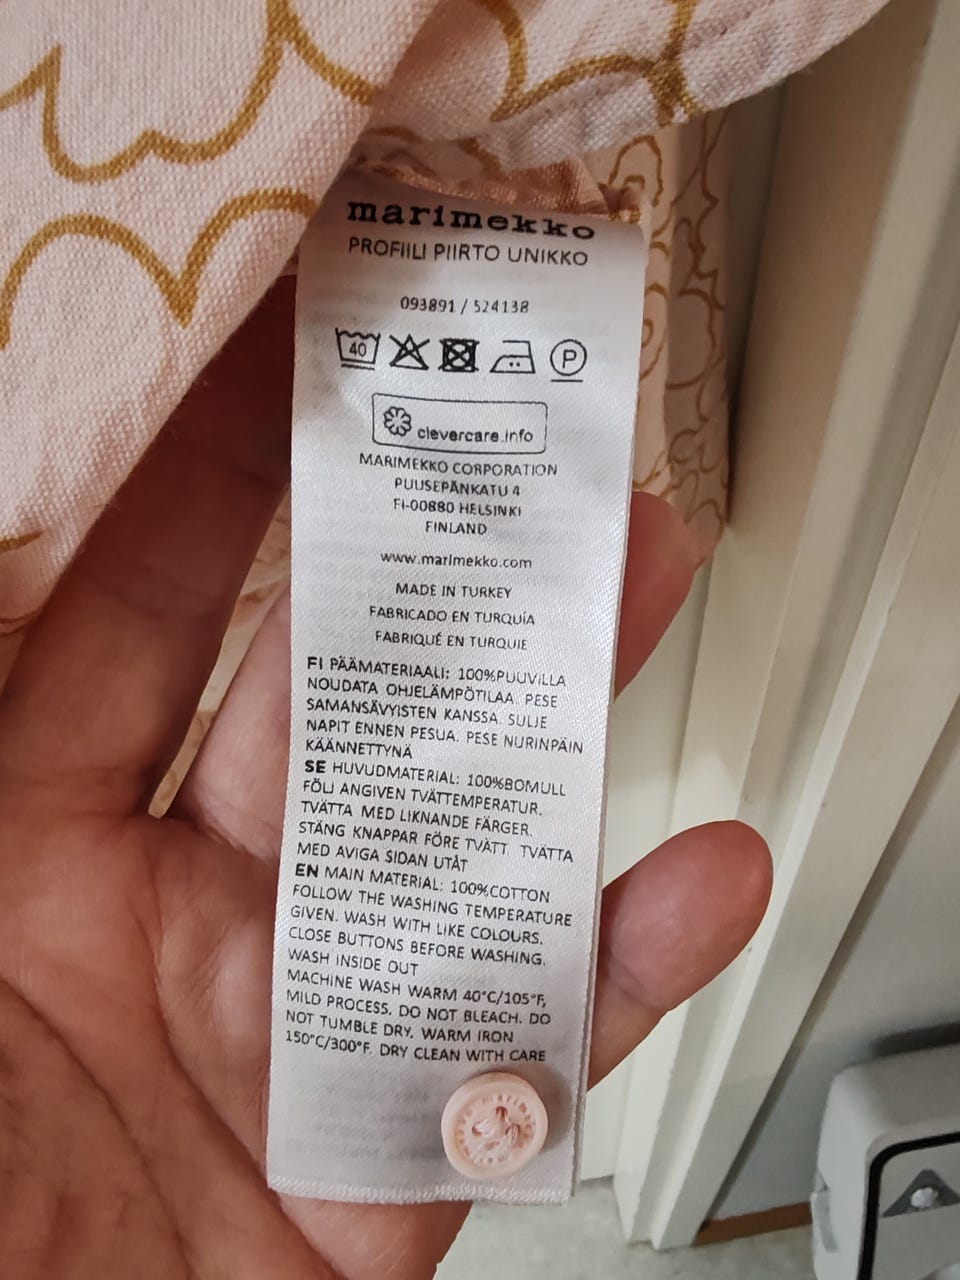 marimekko
PROFIILI PIIRTO UNIKKO
093891 / 524138
40 P
clevercare.info
MARIMEKKO CORPORATION
PUUSEPÄNKATU 4
FI-00880 HELSINKI
FINLAND
www.marimekko.com
MADE IN TURKEY
FABRICADO EN TURQUÍA
FABRIQUÉ EN TURQUIE
FI PÄÄMATERIAALI: 100%PUUVILLA
NOUDATA OHJELÄMPÖTILAA. PESE
SAMANSÄVYISTEN KANSSA. SULJE
NAPIT ENNEN PESUA. PESE NURINPÄIN
KÄÄNNETTYNÄ
SE HUVUDMATERIAL: 100%BOMULL
FÖLJ ANGIVEN TVÄTTEMPERATUR.
TVÄTTA MED LIKNANDE FÄRGER.
STÄNG KNAPPAR FÖRE TVÄTT. TVÄTTA
MED AVIGA SIDAN UTÅT
EN MAIN MATERIAL: 100%COTTON
FOLLOW THE WASHING TEMPERATURE
GIVEN. WASH WITH LIKE COLOURS.
CLOSE BUTTONS BEFORE WASHING.
WASH INSIDE OUT
MACHINE WASH WARM 40°C/105°F,
MILD PROCESS. DO NOT BLEACH. DO
NOT TUMBLE DRY. WARM IRON
150°C/300°F. DRY CLEAN WITH CARE
marimekko